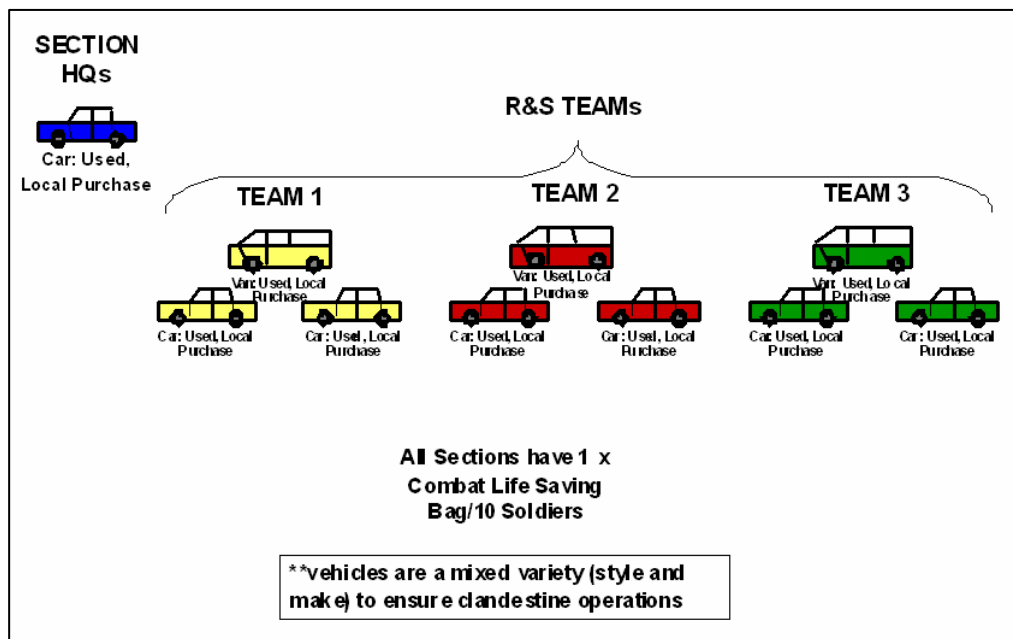 SECTION
HQs
Car: Used,
Local Purchase
R&S TEAMs
TEAM 1
TEAM 2
TEAM 3
Van: Used, Local
Purchase
Van: Used, Local
Purchase
Van: Used, Local
Purchase
Car: Used, Local
Purchase
Car: Used, Local
Purchase
Car: Used, Local
Purchase
Car: Used, Local
Purchase
Car: Used, Local
Purchase
Car: Used, Local
Purchase
All Sections have 1 x
Combat Life Saving
Bag/10 Soldiers
**vehicles are a mixed variety (style and
make) to ensure clandestine operations